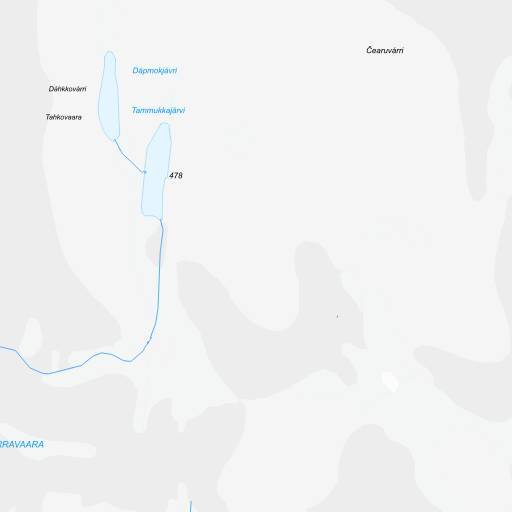 Čearuvárri
Dápmokjávri
Dáhkkovárri
Tammukkajärvi
Tahkovaara
478
RRAVAARA